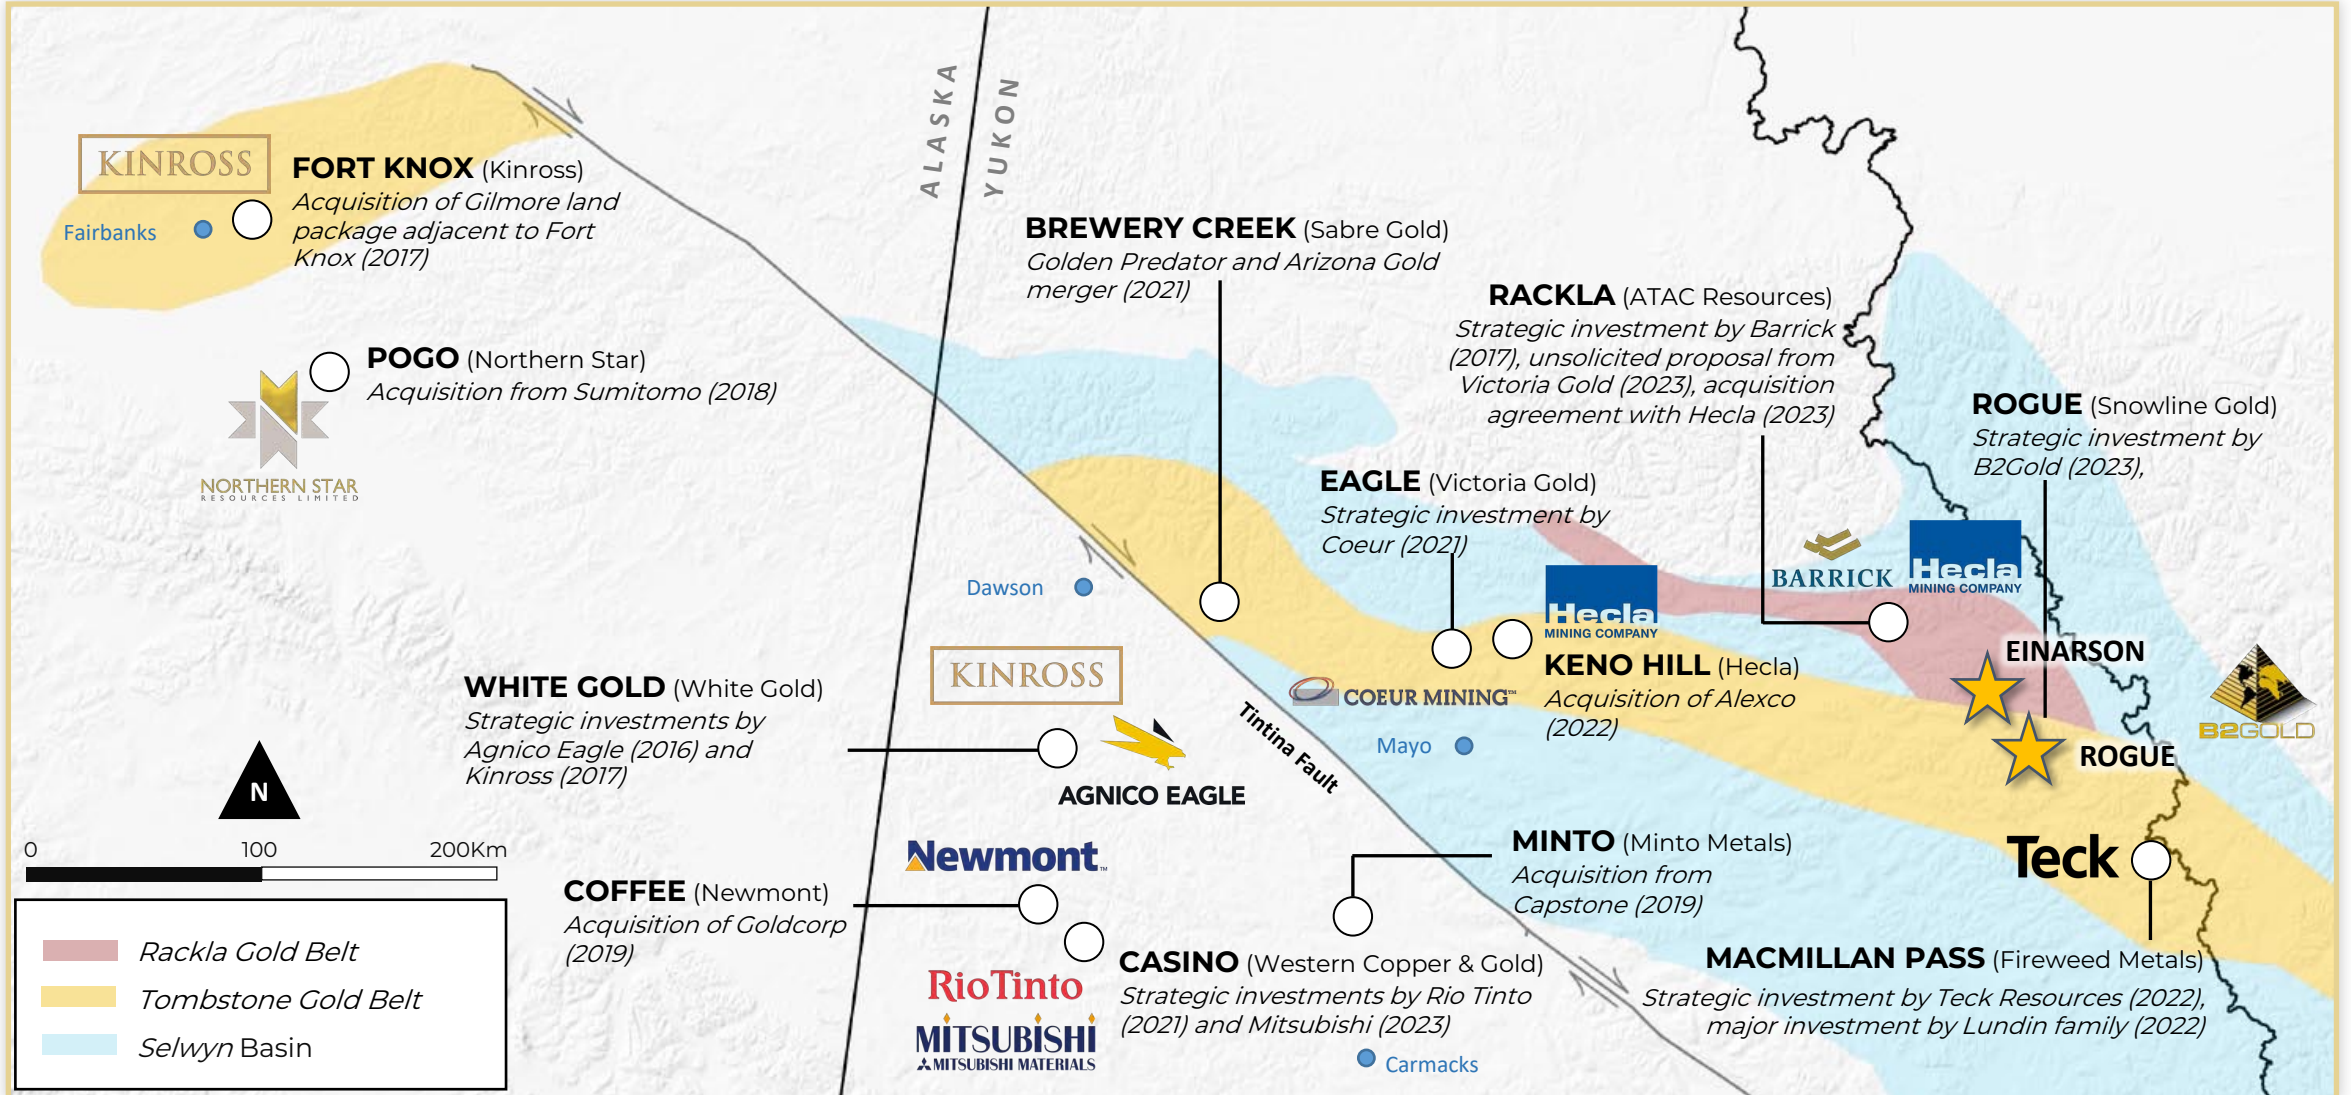 ALASKA
YUKON
KINROSS
Fairbanks
FORT KNOX (Kinross)
Acquisition of Gilmore land
package adjacent to Fort
Knox (2017)
POGO (Northern Star)
Acquisition from Sumitomo (2018)
NORTHERN STAR
RESOURCES LIMITED
BREWERY CREEK (Sabre Gold)
Golden Predator and Arizona Gold
merger (2021)
RACKLA (ATAC Resources)
Strategic investment by Barrick
(2017), unsolicited proposal from
Victoria Gold (2023), acquisition
agreement with Hecla (2023)
ROGUE (Snowline Gold)
Strategic investment by
B2Gold (2023),
EAGLE (Victoria Gold)
Strategic investment by
Coeur (2021)
BARRICK
Hecla
MINING COMPANY
Dawson
Hecla
MINING COMPANY
KENO HILL (Hecla)
Acquisition of Alexco
(2022)
EINARSON
ROGUE
B2GOLD
COEUR MINING™
Mayo
Tintina Fault
WHITE GOLD (White Gold)
Strategic investments by
Agnico Eagle (2016) and
Kinross (2017)
KINROSS
AGNICO EAGLE
N
0 100 200Km
Newmont™
COFFEE (Newmont)
Acquisition of Goldcorp
(2019)
MINTO (Minto Metals)
Acquisition from
Capstone (2019)
Teck
MACMILLAN PASS (Fireweed Metals)
Strategic investment by Teck Resources (2022),
major investment by Lundin family (2022)
CASINO (Western Copper & Gold)
Strategic investments by Rio Tinto
(2021) and Mitsubishi (2023)
RioTinto
MITSUBISHI
MITSUBISHI MATERIALS
Carmacks
Rackla Gold Belt
Tombstone Gold Belt
Selwyn Basin